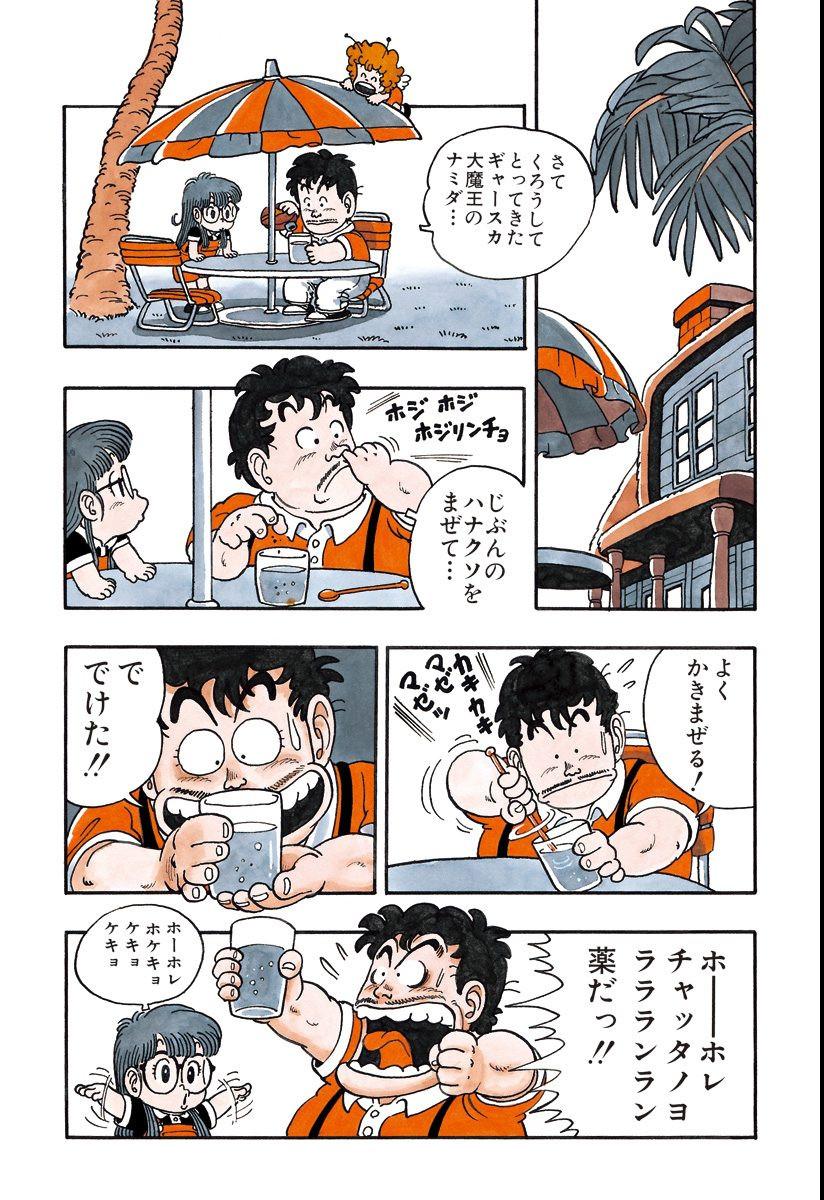 さて
くろうして
とってきた
ギャースカ
大魔王の
ナミダ…
ホジ ホジ
ホジリンチョ
じぶんの
ハナクソを
まぜて…
よく
かきまぜる!
カキカキ
マゼマゼッ
で
でけた!!
ホーーホレ
チャッタノヨ
ラララランラン
薬だっ!!
ホーホレ
ホケキョ
ケキョ
ケキョ